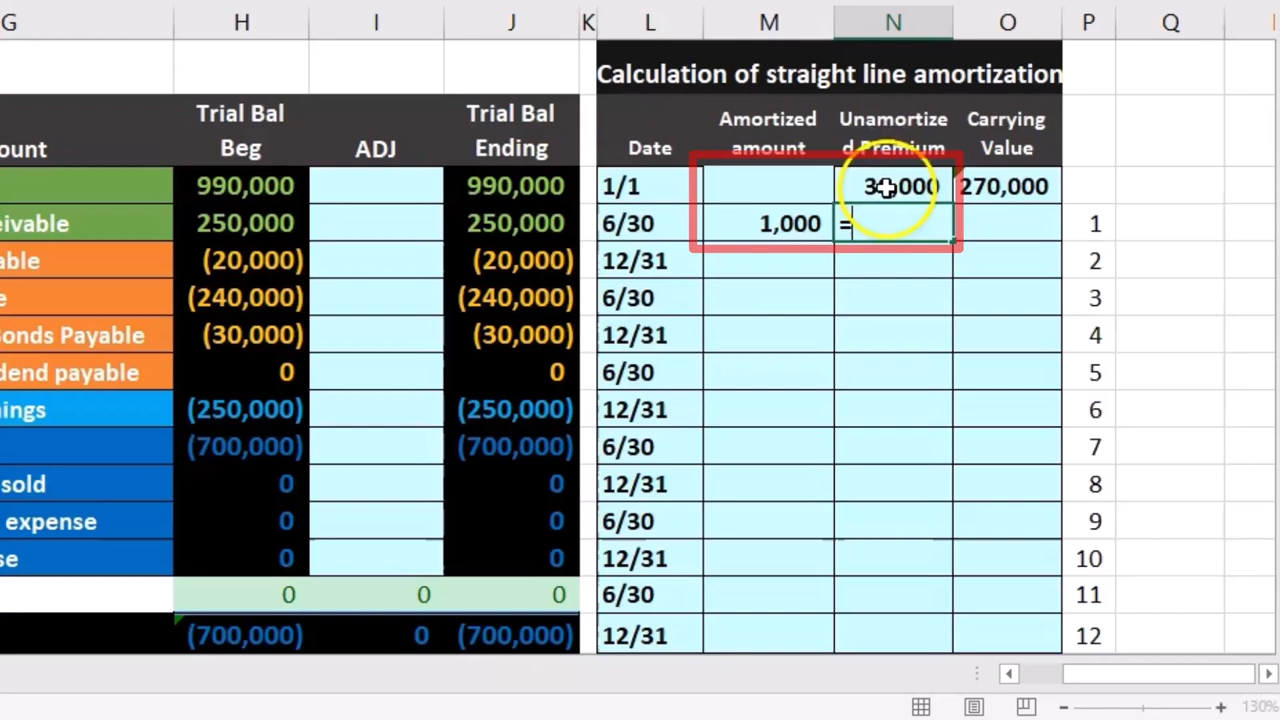 G H I J K L M N O P Q
Calculation of straight line amortization
Trial Bal Trial Bal Amortized Unamortize Carrying
ount Beg ADJ Ending Date amount d Premium Value
990,000 990,000 1/1 30,000 270,000
eivable 250,000 250,000 6/30 1,000 = 1
able (20,000) (20,000) 12/31 2
e (240,000) (240,000) 6/30 3
Bonds Payable (30,000) (30,000) 12/31 4
dend payable 0 0 6/30 5
nings (250,000) (250,000) 12/31 6
(700,000) (700,000) 6/30 7
sold 0 0 12/31 8
expense 0 0 6/30 9
se 0 0 12/31 10
0 0 0 6/30 11
(700,000) 0 (700,000) 12/31 12
130%